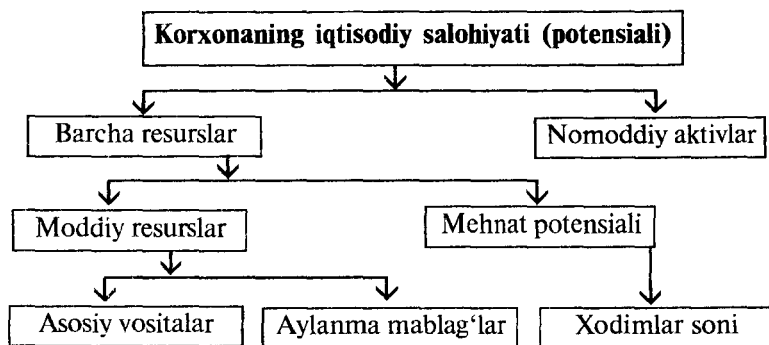 Korxonaning iqtisodiy salohiyati (potensiali)
Barcha resurslar
Nomoddiy aktivlar
Moddiy resurslar
Mehnat potensiali
Asosiy vositalar
Aylanma mablag‘lar
Xodimlar soni